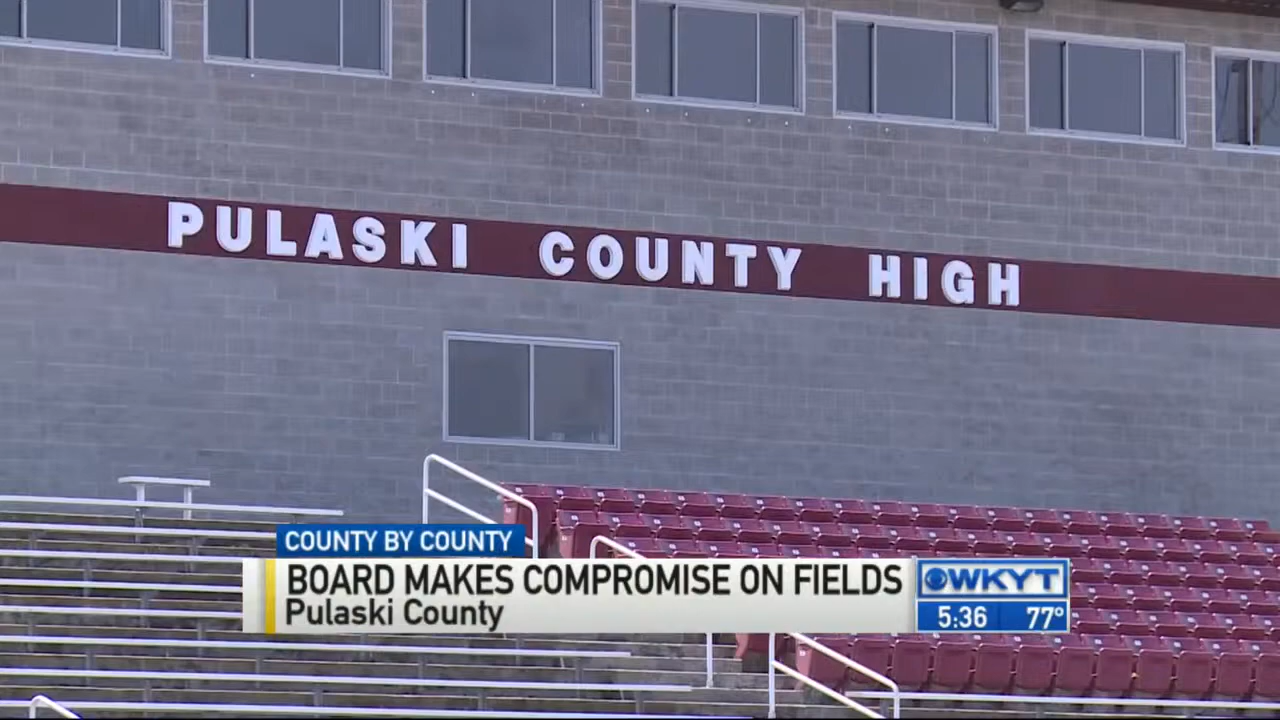 PULASKI COUNTY HIGH
COUNTY BY COUNTY
BOARD MAKES COMPROMISE ON FIELDS
Pulaski County
WKYT
5:36 77°